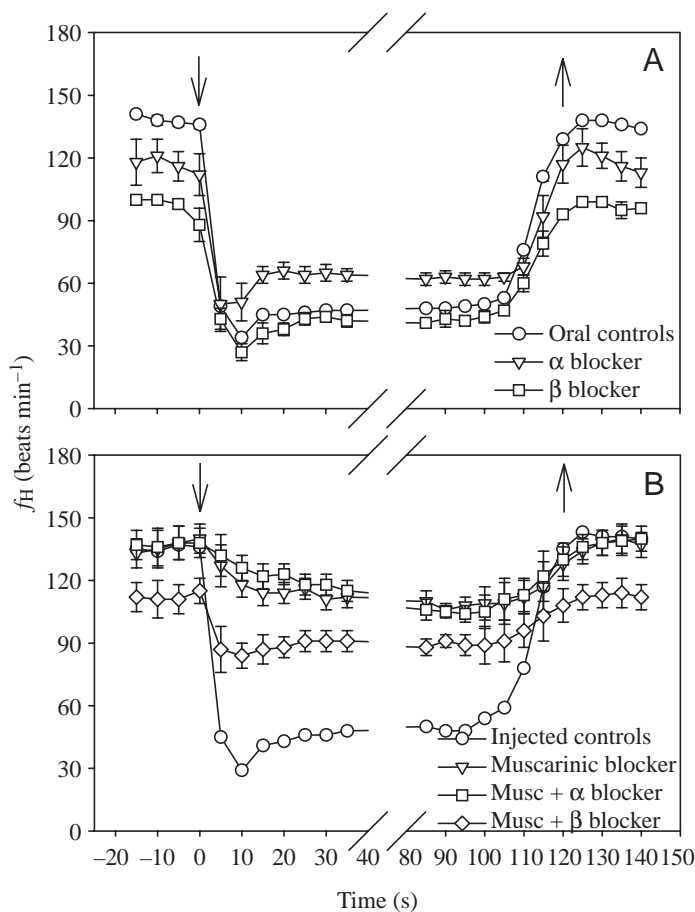 180
A
150
120
90
60
30
0
Oral controls
α blocker
β blocker
fH (beats min–1)
180
B
150
120
90
60
30
0
Injected controls
Muscarinic blocker
Musc + α blocker
Musc + β blocker
–20 –10 0 10 20 30 40 80 90 100 110 120 130 140 150
Time (s)